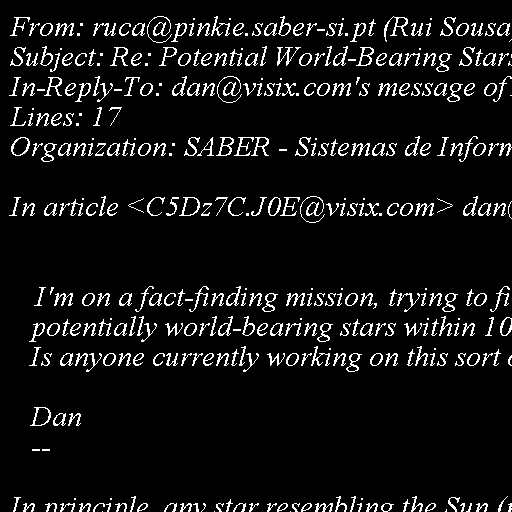 From: ruca@pinkie.saber-si.pt (Rui Sousa
Subject: Re: Potential World-Bearing Stars
In-Reply-To: dan@visix.com's message of
Lines: 17
Organization: SABER - Sistemas de Inform
In article <C5Dz7C.J0E@visix.com> dan@
I'm on a fact-finding mission, trying to fi
potentially world-bearing stars within 10
Is anyone currently working on this sort
Dan
--
In principle, any star resembling the Sun